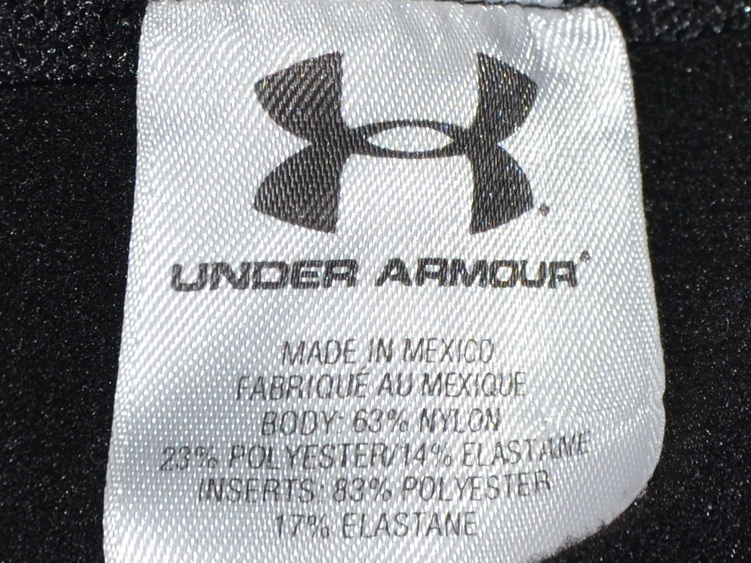 UNDER ARMOUR®
MADE IN MEXICO
FABRIQUÉ AU MEXIQUE
BODY: 63% NYLON
23% POLYESTER/14% ELASTANE
INSERTS: 83% POLYESTER
17% ELASTANE